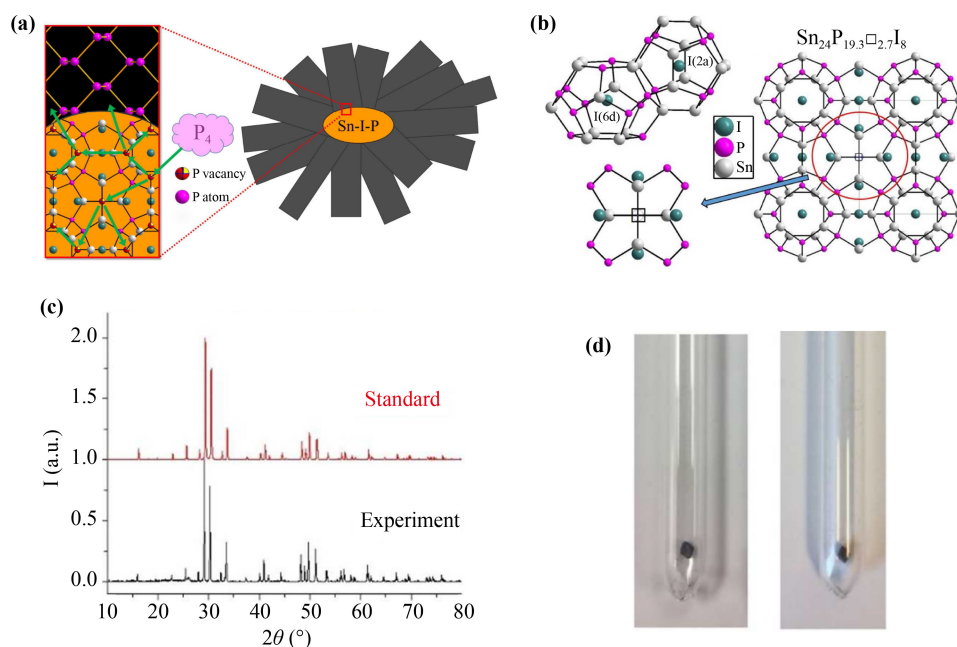 (a)
P₄
P vacancy
P atom
Sn-I-P
(b)
Sn₂₄P₁₉.₃□₂.₇I₈
I(2a)
I(6d)
I
P
Sn
(c)
2.0
1.5
1.0
0.5
0.0
I (a.u.)
Standard
Experiment
10 20 30 40 50 60 70 80
2θ (°)
(d)